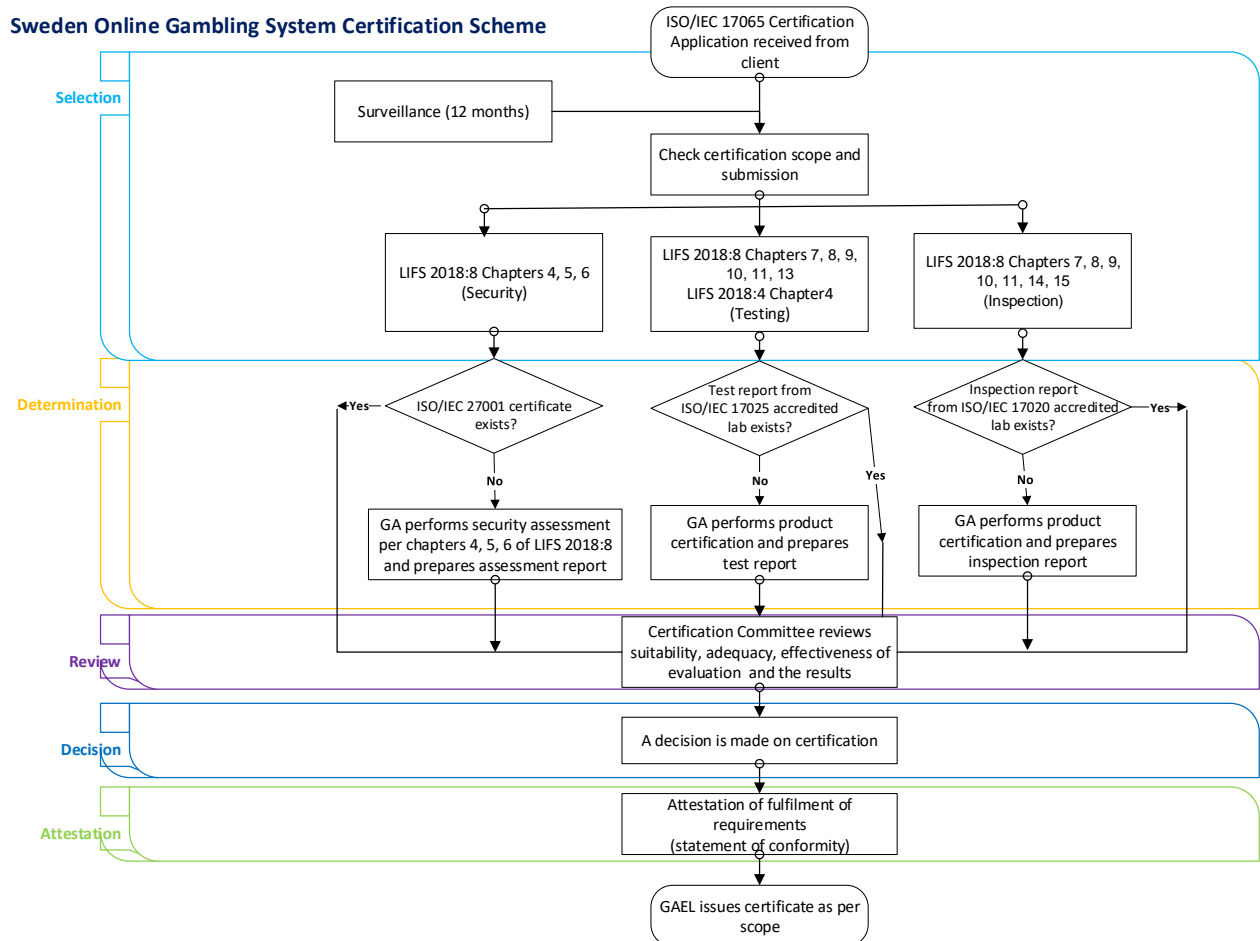 Sweden Online Gambling System Certification Scheme
ISO/IEC 17065 Certification
Application received from
client
Selection
Surveillance (12 months)
Check certification scope and
submission
LIFS 2018:8 Chapters 4, 5, 6
(Security)
LIFS 2018:8 Chapters 7, 8, 9,
10, 11, 13
LIFS 2018:4 Chapter4
(Testing)
LIFS 2018:8 Chapters 7, 8, 9,
10, 11, 14, 15
(Inspection)
Determination
Yes
ISO/IEC 27001 certificate
exists?
Test report from
ISO/IEC 17025 accredited
lab exists?
Inspection report
from ISO/IEC 17020 accredited
lab exists?
Yes
No
No
Yes
No
GA performs security assessment
per chapters 4, 5, 6 of LIFS 2018:8
and prepares assessment report
GA performs product
certification and prepares
test report
GA performs product
certification and prepares
inspection report
Review
Certification Committee reviews
suitability, adequacy, effectiveness of
evaluation and the results
Decision
A decision is made on certification
Attestation
Attestation of fulfilment of
requirements
(statement of conformity)
GAEL issues certificate as per
scope